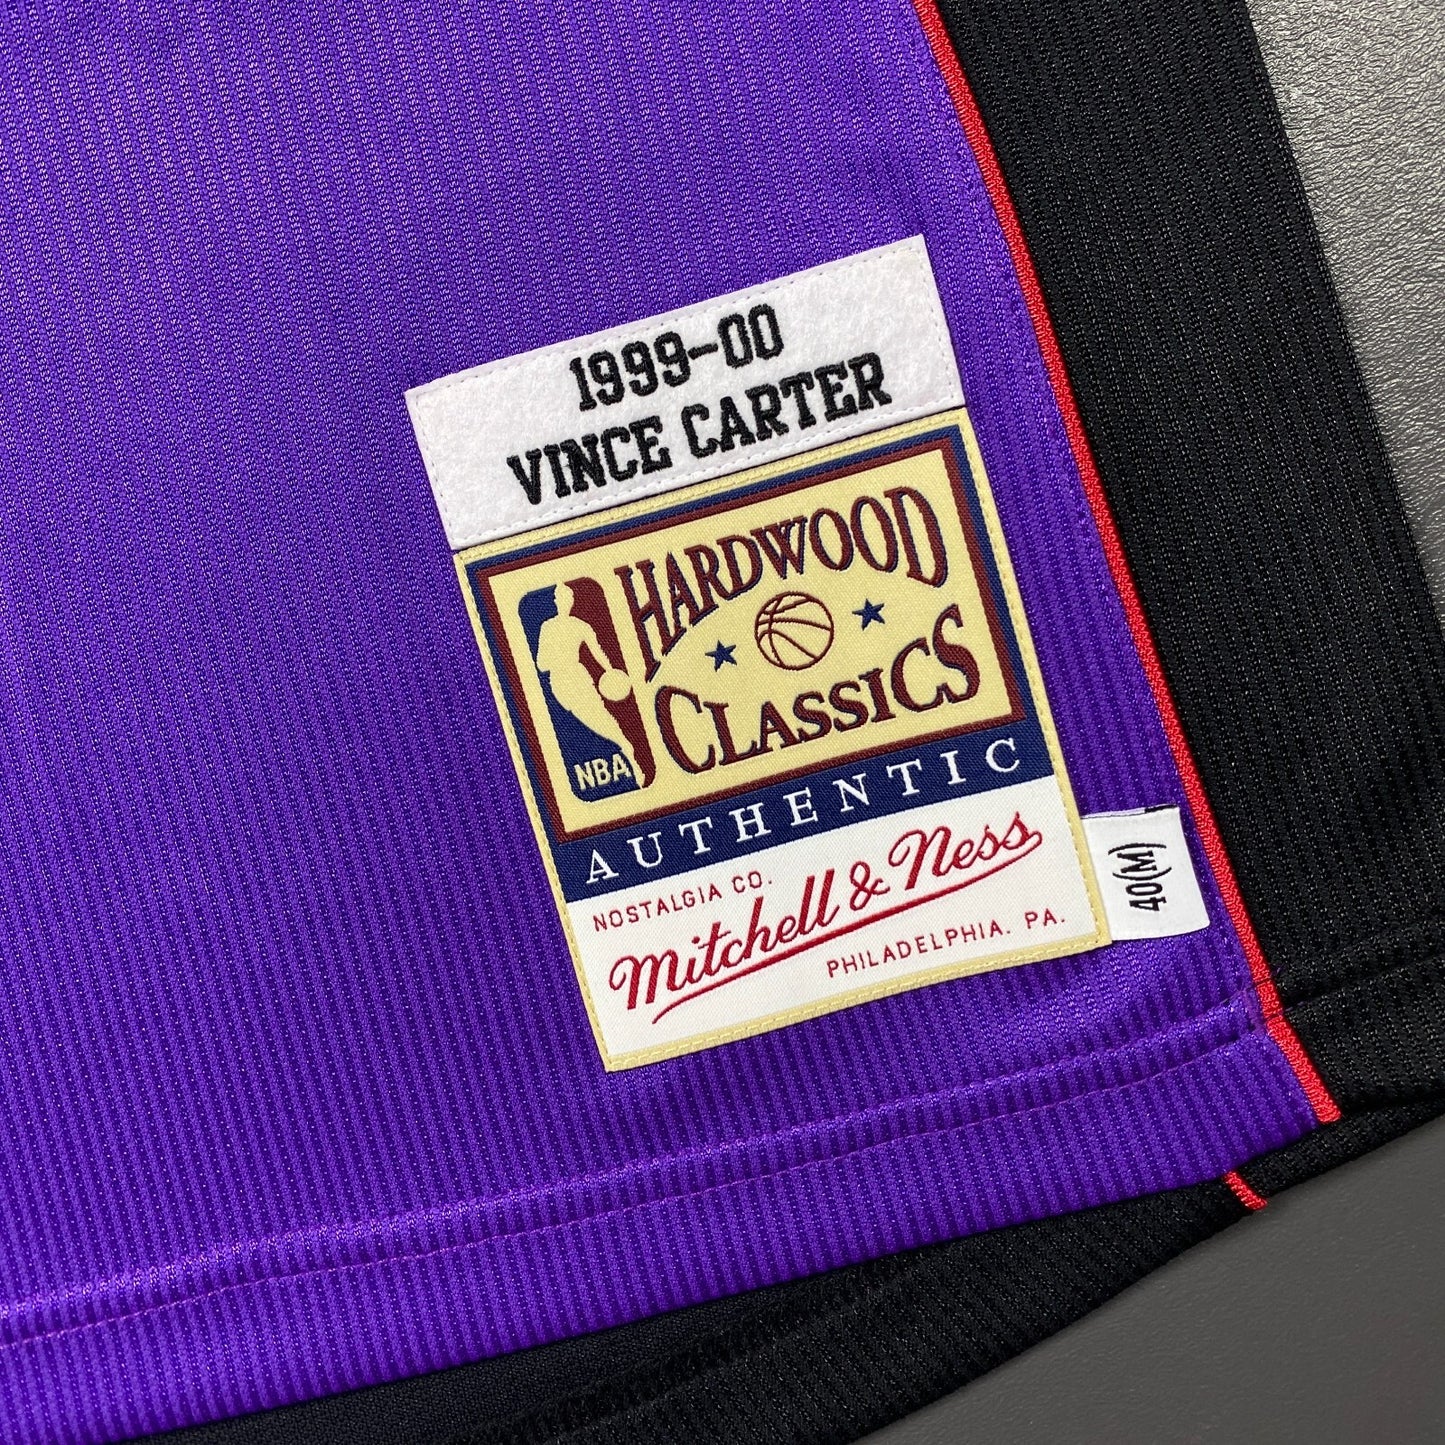 1999-00
VINCE CARTER
HARDWOOD
CLASSICS
NBA
AUTHENTIC
NOSTALGIA CO.
Mitchell & Ness
PHILADELPHIA. PA.
40(M)